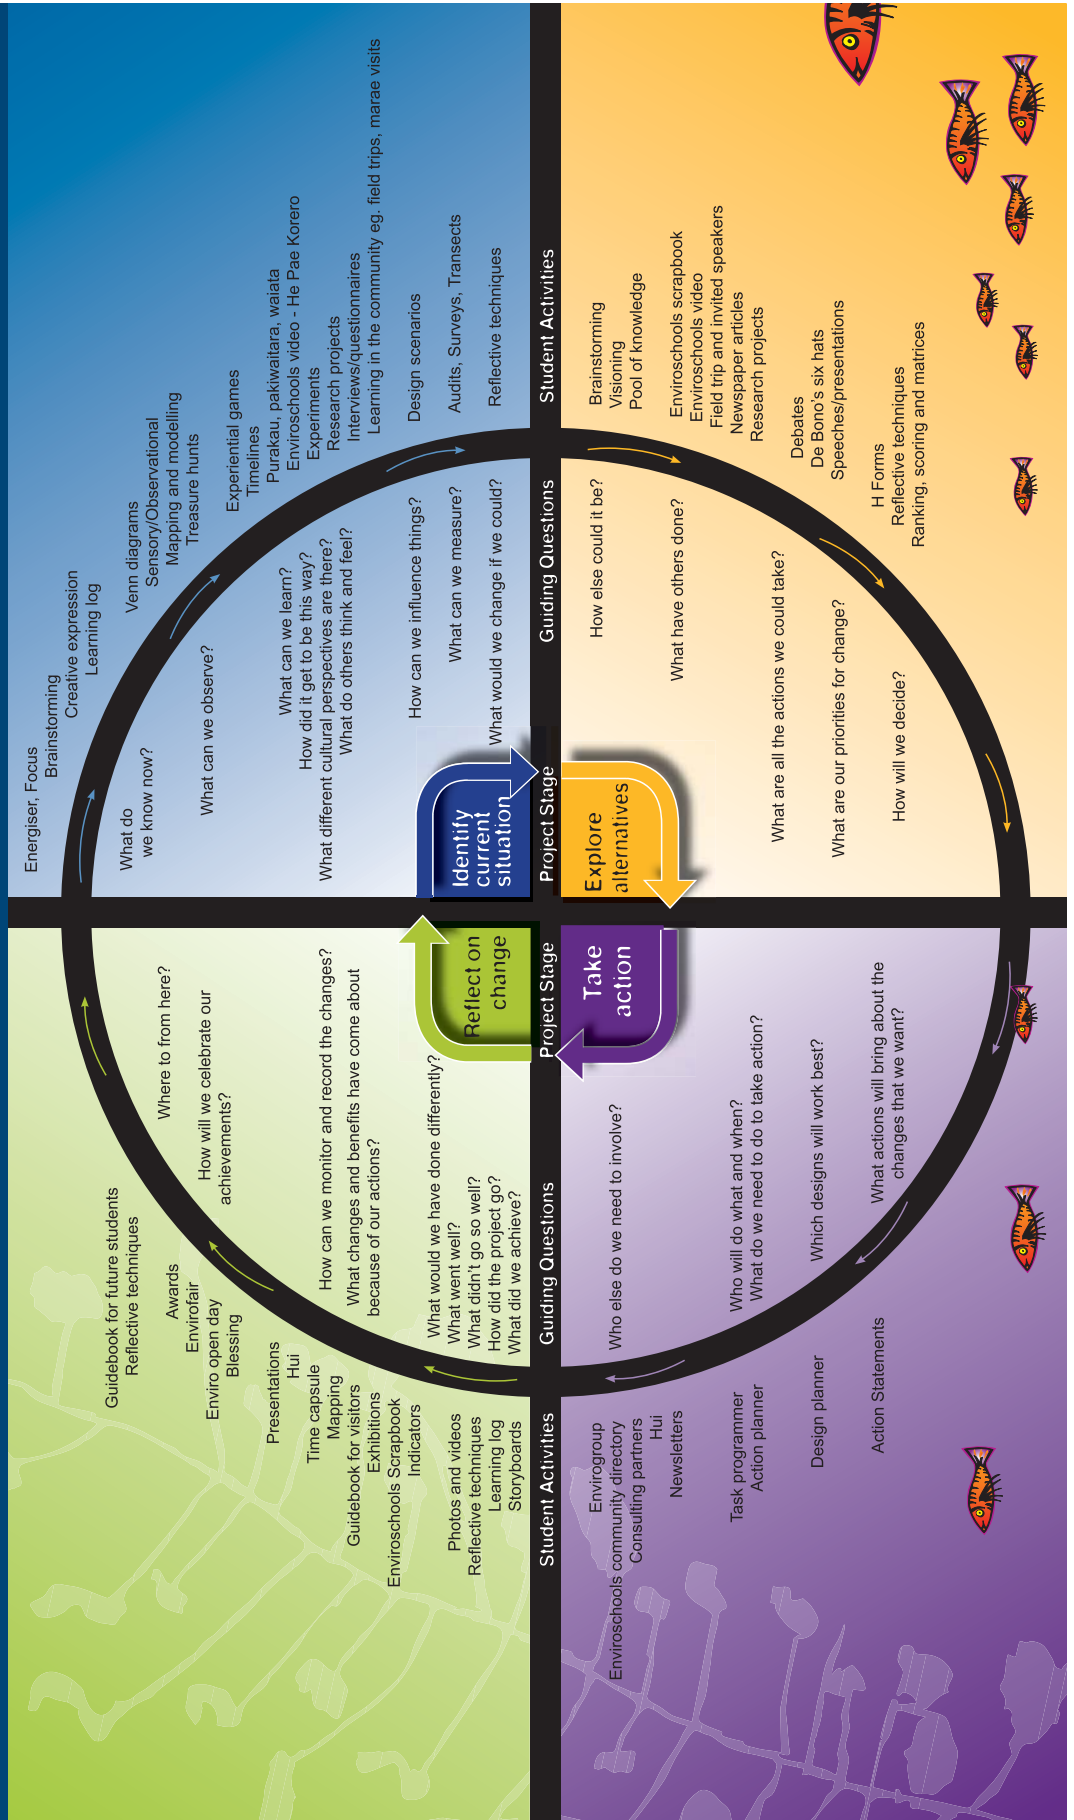 Energiser, Focus
Brainstorming
Creative expression
Learning log
Venn diagrams
Sensory/Observational
Mapping and modelling
Treasure hunts
Experiential games
Timelines
Purakau, pakiwaitara, waiata
Enviroschools video - He Pae Korero
Experiments
Research projects
Interviews/questionnaires
Learning in the community eg. field trips, marae visits
Design scenarios
Audits, Surveys, Transects
Reflective techniques
What do
we know now?
What can we observe?
What can we learn?
How did it get to be this way?
What different cultural perspectives are there?
What do others think and feel?
How can we influence things?
What can we measure?
What would we change if we could?
Identify
current
situation
Project Stage
Guiding Questions
Student Activities
Explore
alternatives
How else could it be?
What have others done?
What are all the actions we could take?
What are our priorities for change?
How will we decide?
Brainstorming
Visioning
Pool of knowledge
Enviroschools scrapbook
Enviroschools video
Field trip and invited speakers
Newspaper articles
Research projects
Debates
De Bono's six hats
Speeches/presentations
H Forms
Reflective techniques
Ranking, scoring and matrices
Take
action
What actions will bring about the
changes that we want?
Which designs will work best?
Who will do what and when?
What do we need to do to take action?
Who else do we need to involve?
Action Statements
Design planner
Task programmer
Action planner
Envirogroup
Enviroschools community directory
Consulting partners
Hui
Newsletters
Student Activities
Guiding Questions
Project Stage
Reflect on
change
Where to from here?
How will we celebrate our
achievements?
How can we monitor and record the changes?
What changes and benefits have come about
because of our actions?
What would we have done differently?
What went well?
What didn't go so well?
How did the project go?
What did we achieve?
Guidebook for future students
Reflective techniques
Awards
Envirofair
Enviro open day
Blessing
Presentations
Hui
Time capsule
Mapping
Guidebook for visitors
Exhibitions
Enviroschools Scrapbook
Indicators
Photos and videos
Reflective techniques
Learning log
Storyboards